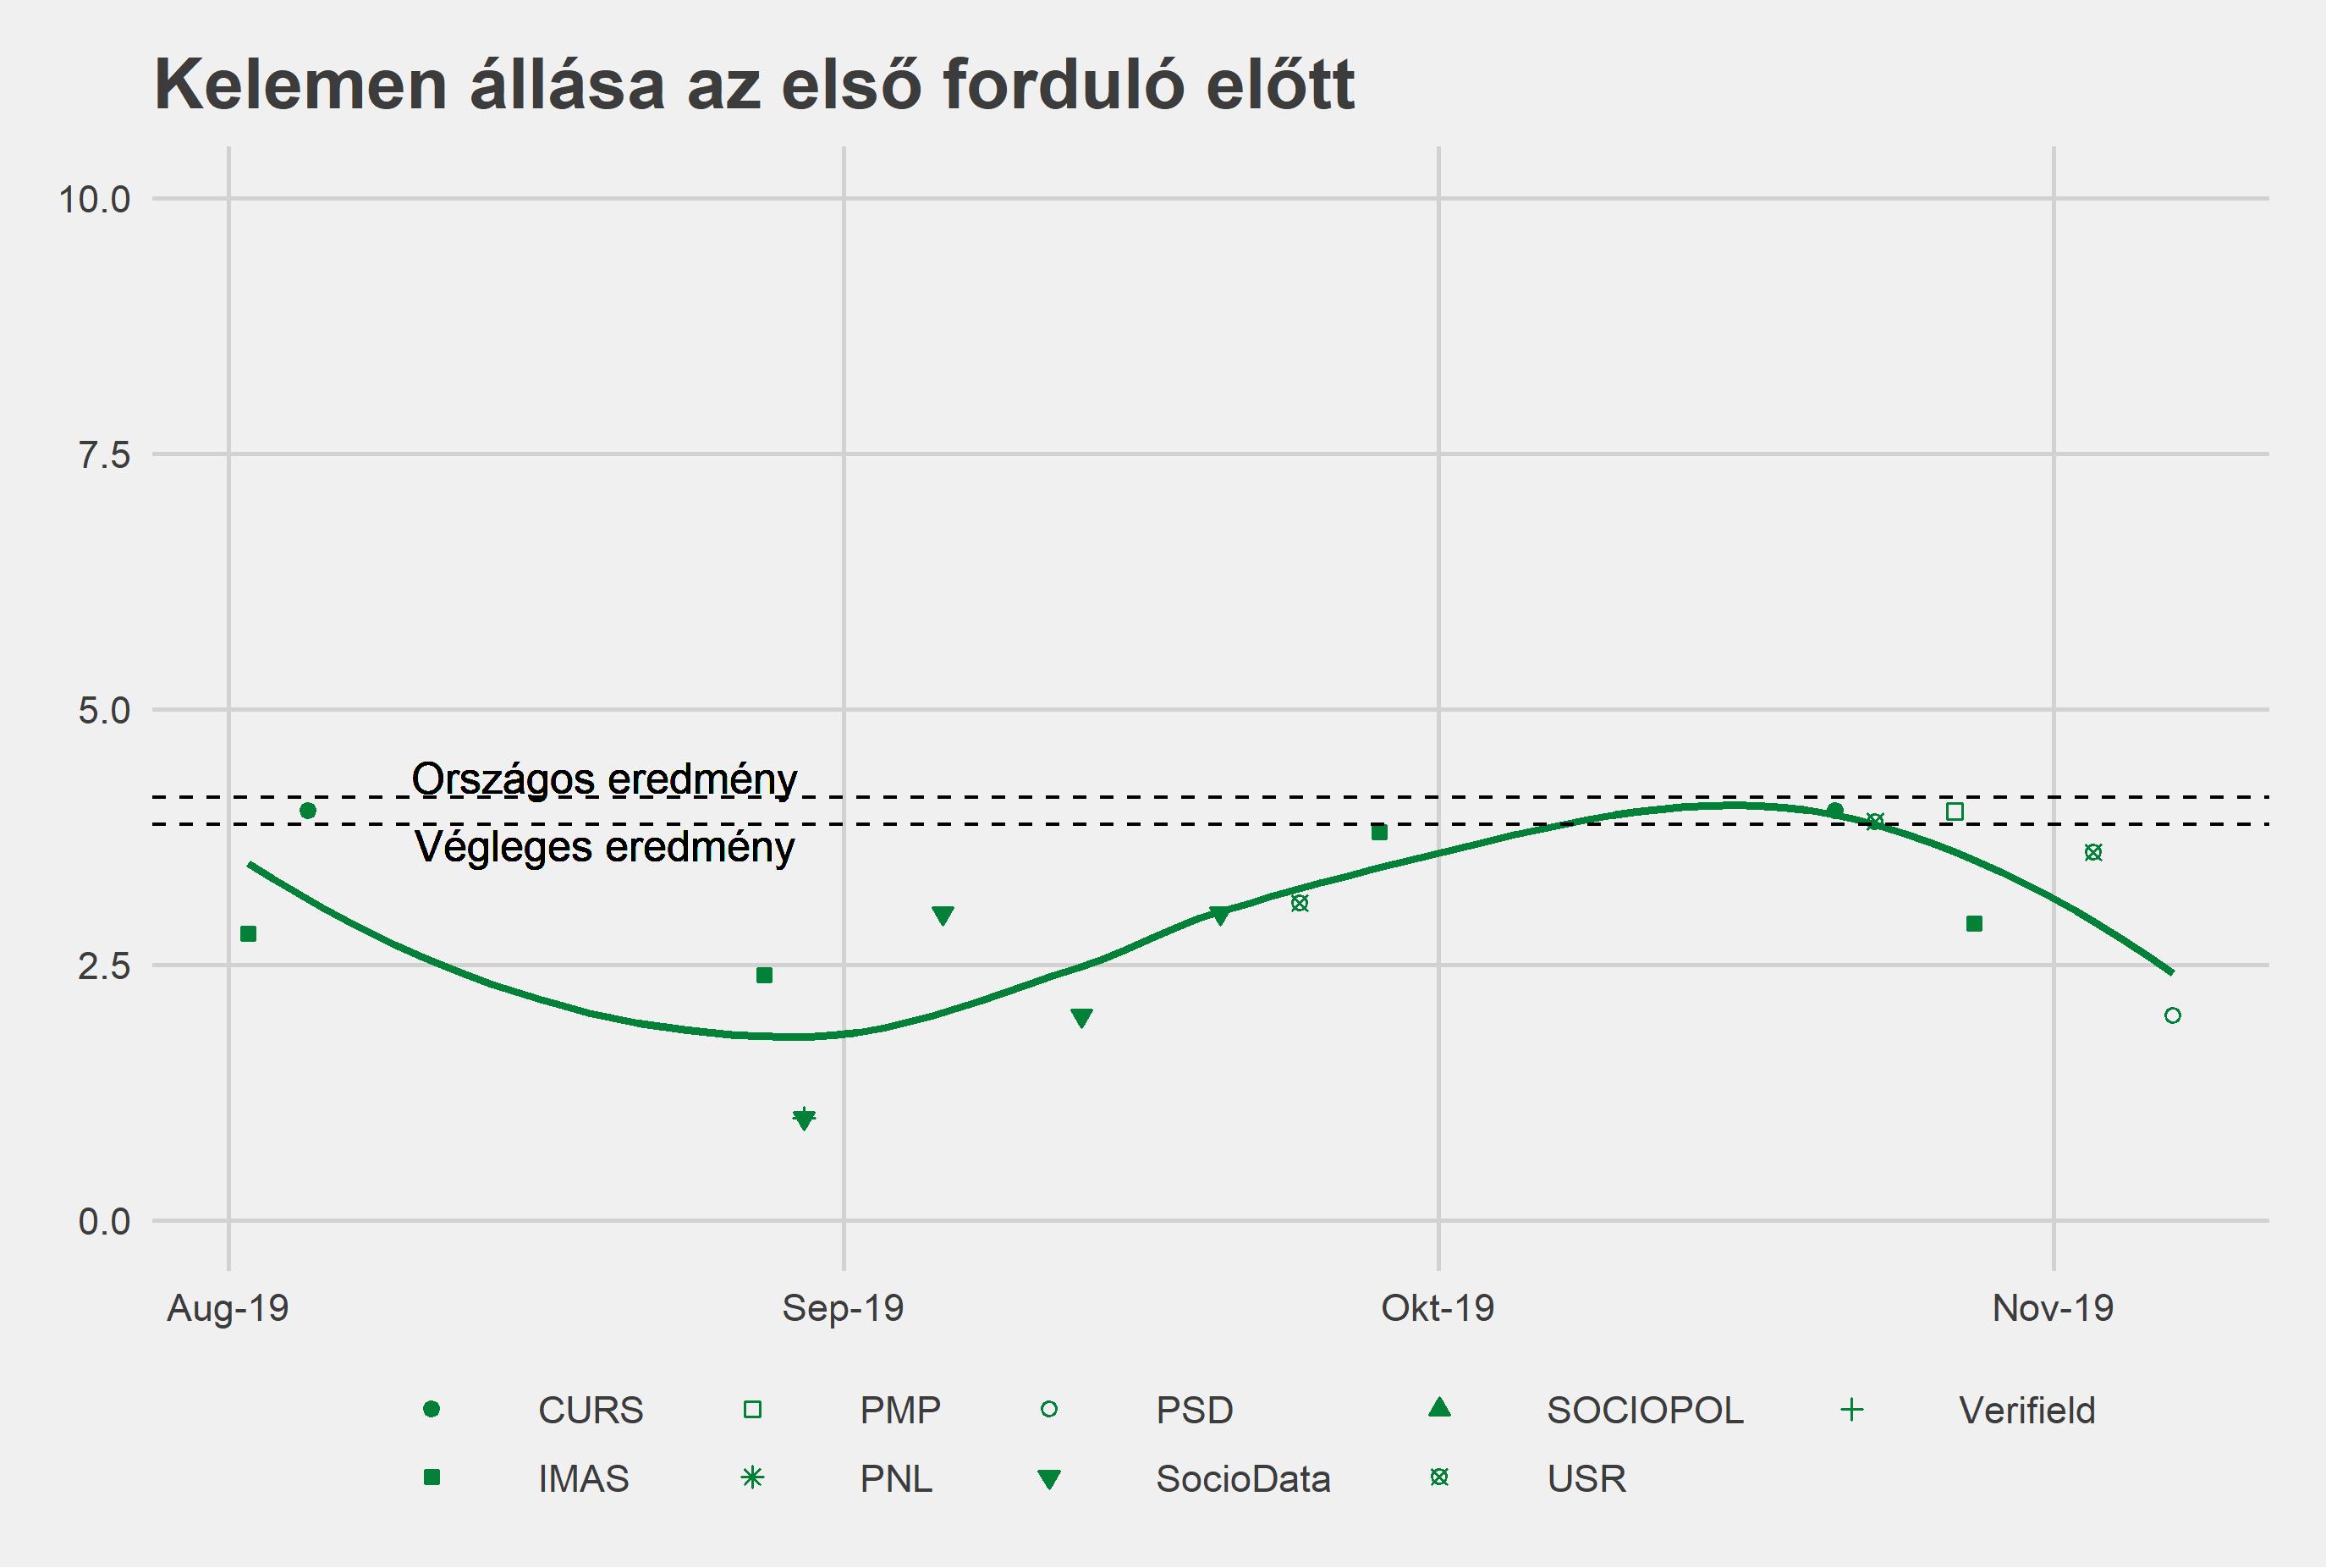 Kelemen állása az első forduló előtt
10.0
7.5
5.0
Országos eredmény
Végleges eredmény
2.5
0.0
Aug-19 Sep-19 Okt-19 Nov-19
CURS PMP PSD SOCIOPOL Verifield
IMAS PNL SocioData USR